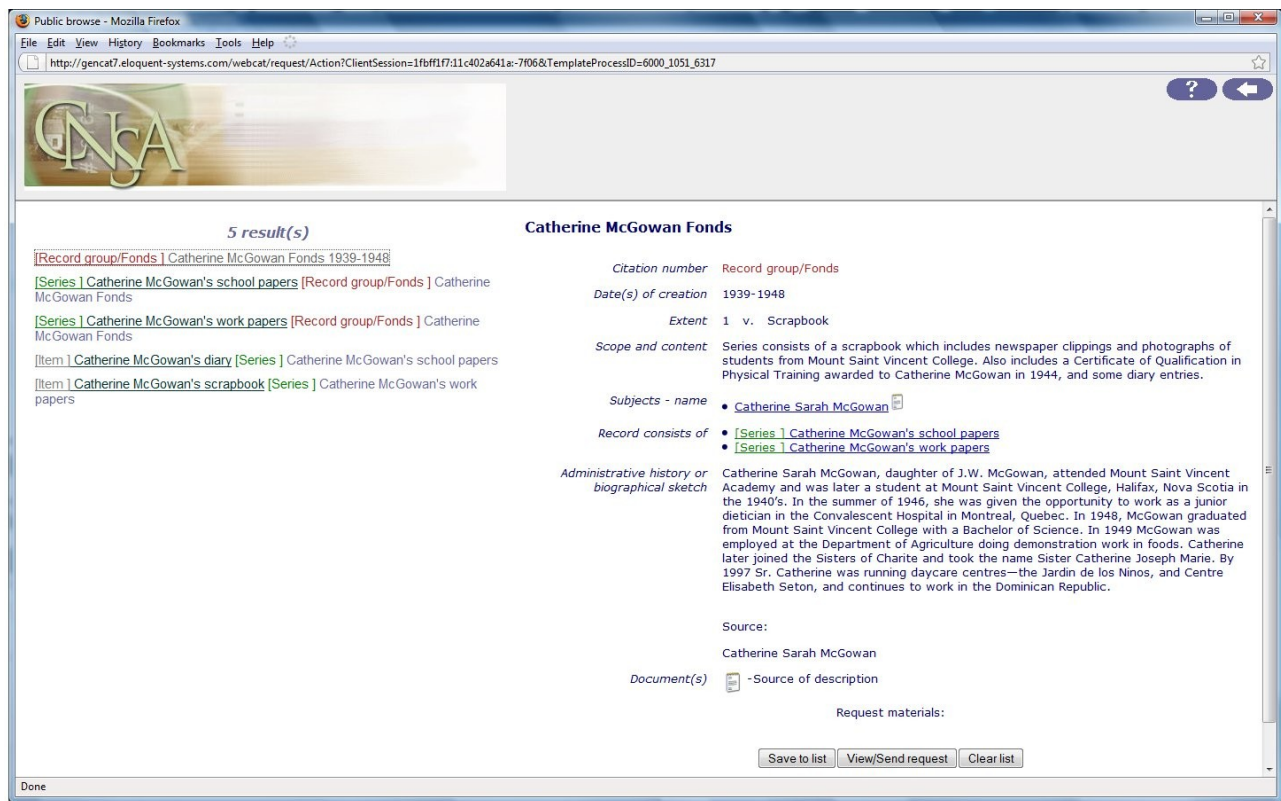 Public browse - Mozilla Firefox
File Edit View History Bookmarks Tools Help
http://gencat7.eloquent-systems.com/webcat/request/Action?ClientSession=1fbff1f7:11c402a641a:-7f06&TemplateProcessID=6000_1051_6317
CNSA
?
5 result(s)
[Record group/Fonds ] Catherine McGowan Fonds 1939-1948
[Series ] Catherine McGowan's school papers [Record group/Fonds ] Catherine
McGowan Fonds
[Series ] Catherine McGowan's work papers [Record group/Fonds ] Catherine
McGowan Fonds
[Item ] Catherine McGowan's diary [Series ] Catherine McGowan's school papers
[Item ] Catherine McGowan's scrapbook [Series ] Catherine McGowan's work
papers
Catherine McGowan Fonds
Citation number Record group/Fonds
Date(s) of creation 1939-1948
Extent 1 v. Scrapbook
Scope and content Series consists of a scrapbook which includes newspaper clippings and photographs of
students from Mount Saint Vincent College. Also includes a Certificate of Qualification in
Physical Training awarded to Catherine McGowan in 1944, and some diary entries.
Subjects - name • Catherine Sarah McGowan
Record consists of • [Series ] Catherine McGowan's school papers
• [Series ] Catherine McGowan's work papers
Administrative history or Catherine Sarah McGowan, daughter of J.W. McGowan, attended Mount Saint Vincent
biographical sketch Academy and was later a student at Mount Saint Vincent College, Halifax, Nova Scotia in
the 1940's. In the summer of 1946, she was given the opportunity to work as a junior
dietician in the Convalescent Hospital in Montreal, Quebec. In 1948, McGowan graduated
from Mount Saint Vincent College with a Bachelor of Science. In 1949 McGowan was
employed at the Department of Agriculture doing demonstration work in foods. Catherine
later joined the Sisters of Charite and took the name Sister Catherine Joseph Marie. By
1997 Sr. Catherine was running daycare centres—the Jardin de los Ninos, and Centre
Elisabeth Seton, and continues to work in the Dominican Republic.
Source:
Catherine Sarah McGowan
Document(s) -Source of description
Request materials:
Save to list View/Send request Clear list
Done